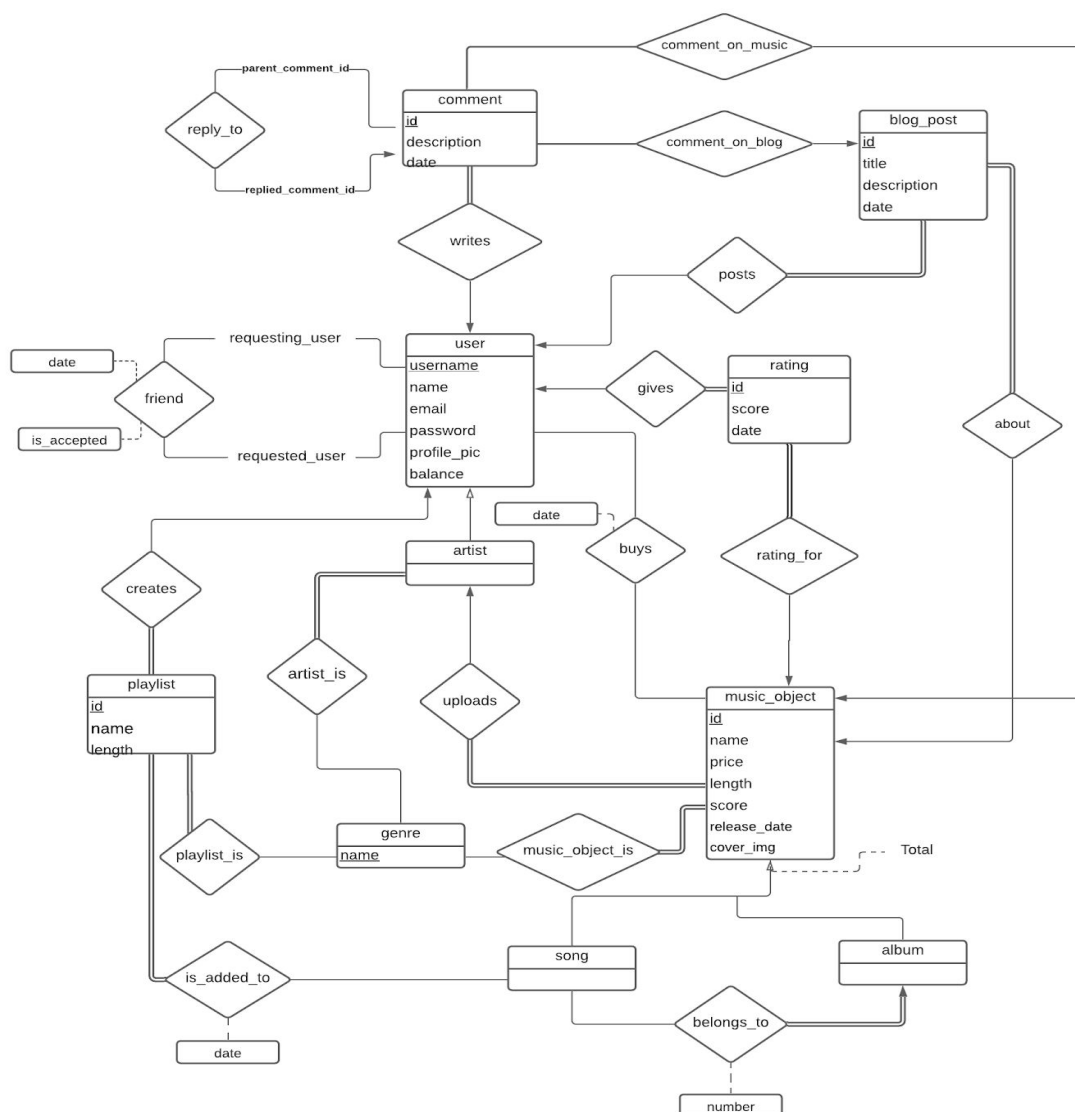 comment_on_music
parent_comment_id
comment
id
description
date
reply_to
replied_comment_id
comment_on_blog
blog_post
id
title
description
date
writes
posts
user
username
name
email
password
profile_pic
balance
requesting_user
date
friend
is_accepted
requested_user
gives
rating
id
score
date
about
date
buys
rating_for
artist
creates
artist_is
uploads
playlist
id
name
length
music_object
id
name
price
length
score
release_date
cover_img
genre
name
playlist_is
music_object_is
Total
song
album
is_added_to
date
belongs_to
number